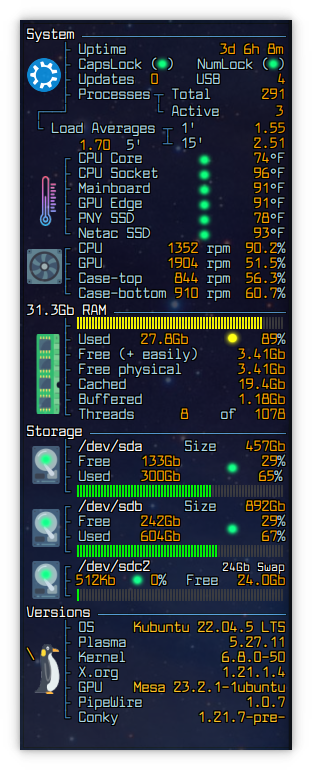 System
Uptime 3d 6h 8m
CapsLock ( ) NumLock ( )
Updates 0 USB 4
Processes Total 291
Active 3
Load Averages 1' 1.55
1.70 5' 15' 2.51
CPU Core 74°F
CPU Socket 96°F
Mainboard 91°F
GPU Edge 91°F
PNY SSD 78°F
Netac SSD 93°F
CPU 1352 rpm 90.2%
GPU 1904 rpm 51.5%
Case-top 844 rpm 56.3%
Case-bottom 910 rpm 60.7%
31.3Gb RAM
Used 27.8Gb 89%
Free (+ easily) 3.41Gb
Free physical 3.41Gb
Cached 19.4Gb
Buffered 1.18Gb
Threads 8 of 1078
Storage
/dev/sda Size 457Gb
Free 133Gb 29%
Used 300Gb 65%
/dev/sdb Size 892Gb
Free 242Gb 29%
Used 604Gb 67%
/dev/sdc2 24Gb Swap
512Kb 0% Free 24.0Gb
Versions
OS Kubuntu 22.04.5 LTS
Plasma 5.27.11
Kernel 6.8.0-50
X.org 1.21.1.4
GPU Mesa 23.2.1-1ubuntu
PipeWire 1.0.7
Conky 1.21.7-pre-